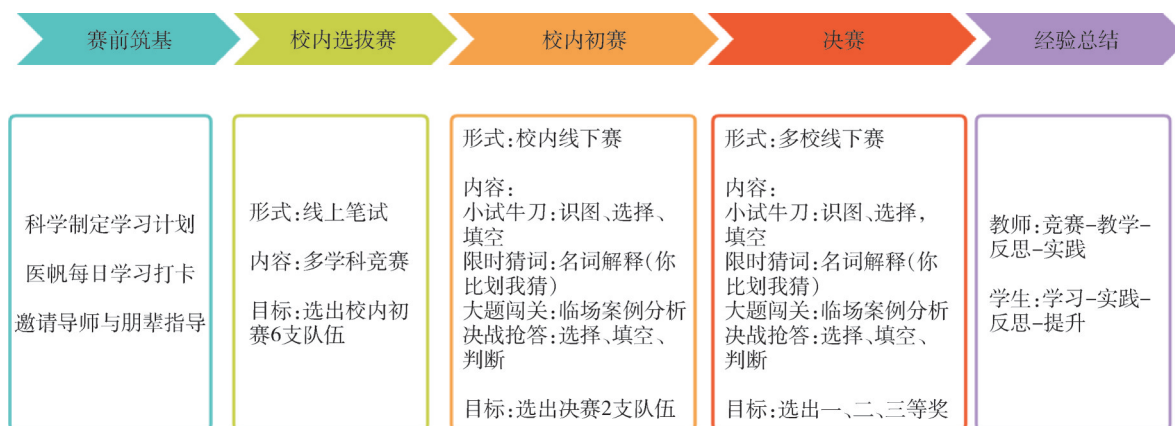 赛前筑基
校内选拔赛
校内初赛
决赛
经验总结
科学制定学习计划
医帆每日学习打卡
邀请导师与朋辈指导
形式:线上笔试
内容:多学科竞赛
目标:选出校内初
赛6支队伍
形式:校内线下赛
内容:
小试牛刀:识图、选择、
填空
限时猜词:名词解释(你
比划我猜)
大题闯关:临场案例分析
决战抢答:选择、填空、
判断
目标:选出决赛2支队伍
形式:多校线下赛
内容:
小试牛刀:识图、选择,
填空
限时猜词:名词解释(你
比划我猜)
大题闯关:临场案例分析
决战抢答:选择、填空、
判断
目标:选出一、二、三等奖
教师:竞赛-教学-
反思-实践
学生:学习-实践-
反思-提升